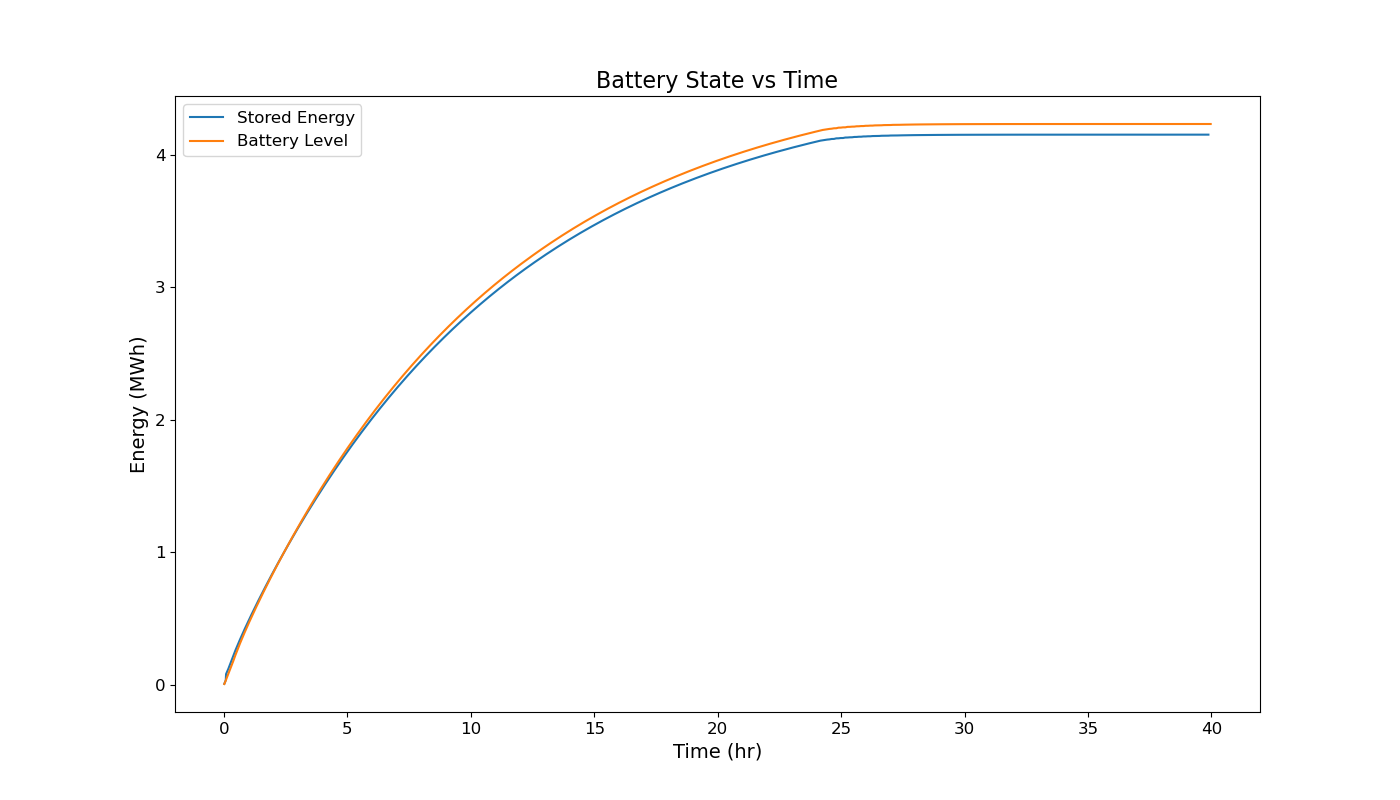 Battery State vs Time
Stored Energy
Battery Level
Energy (MWh)
4
3
2
1
0
0 5 10 15 20 25 30 35 40
Time (hr)